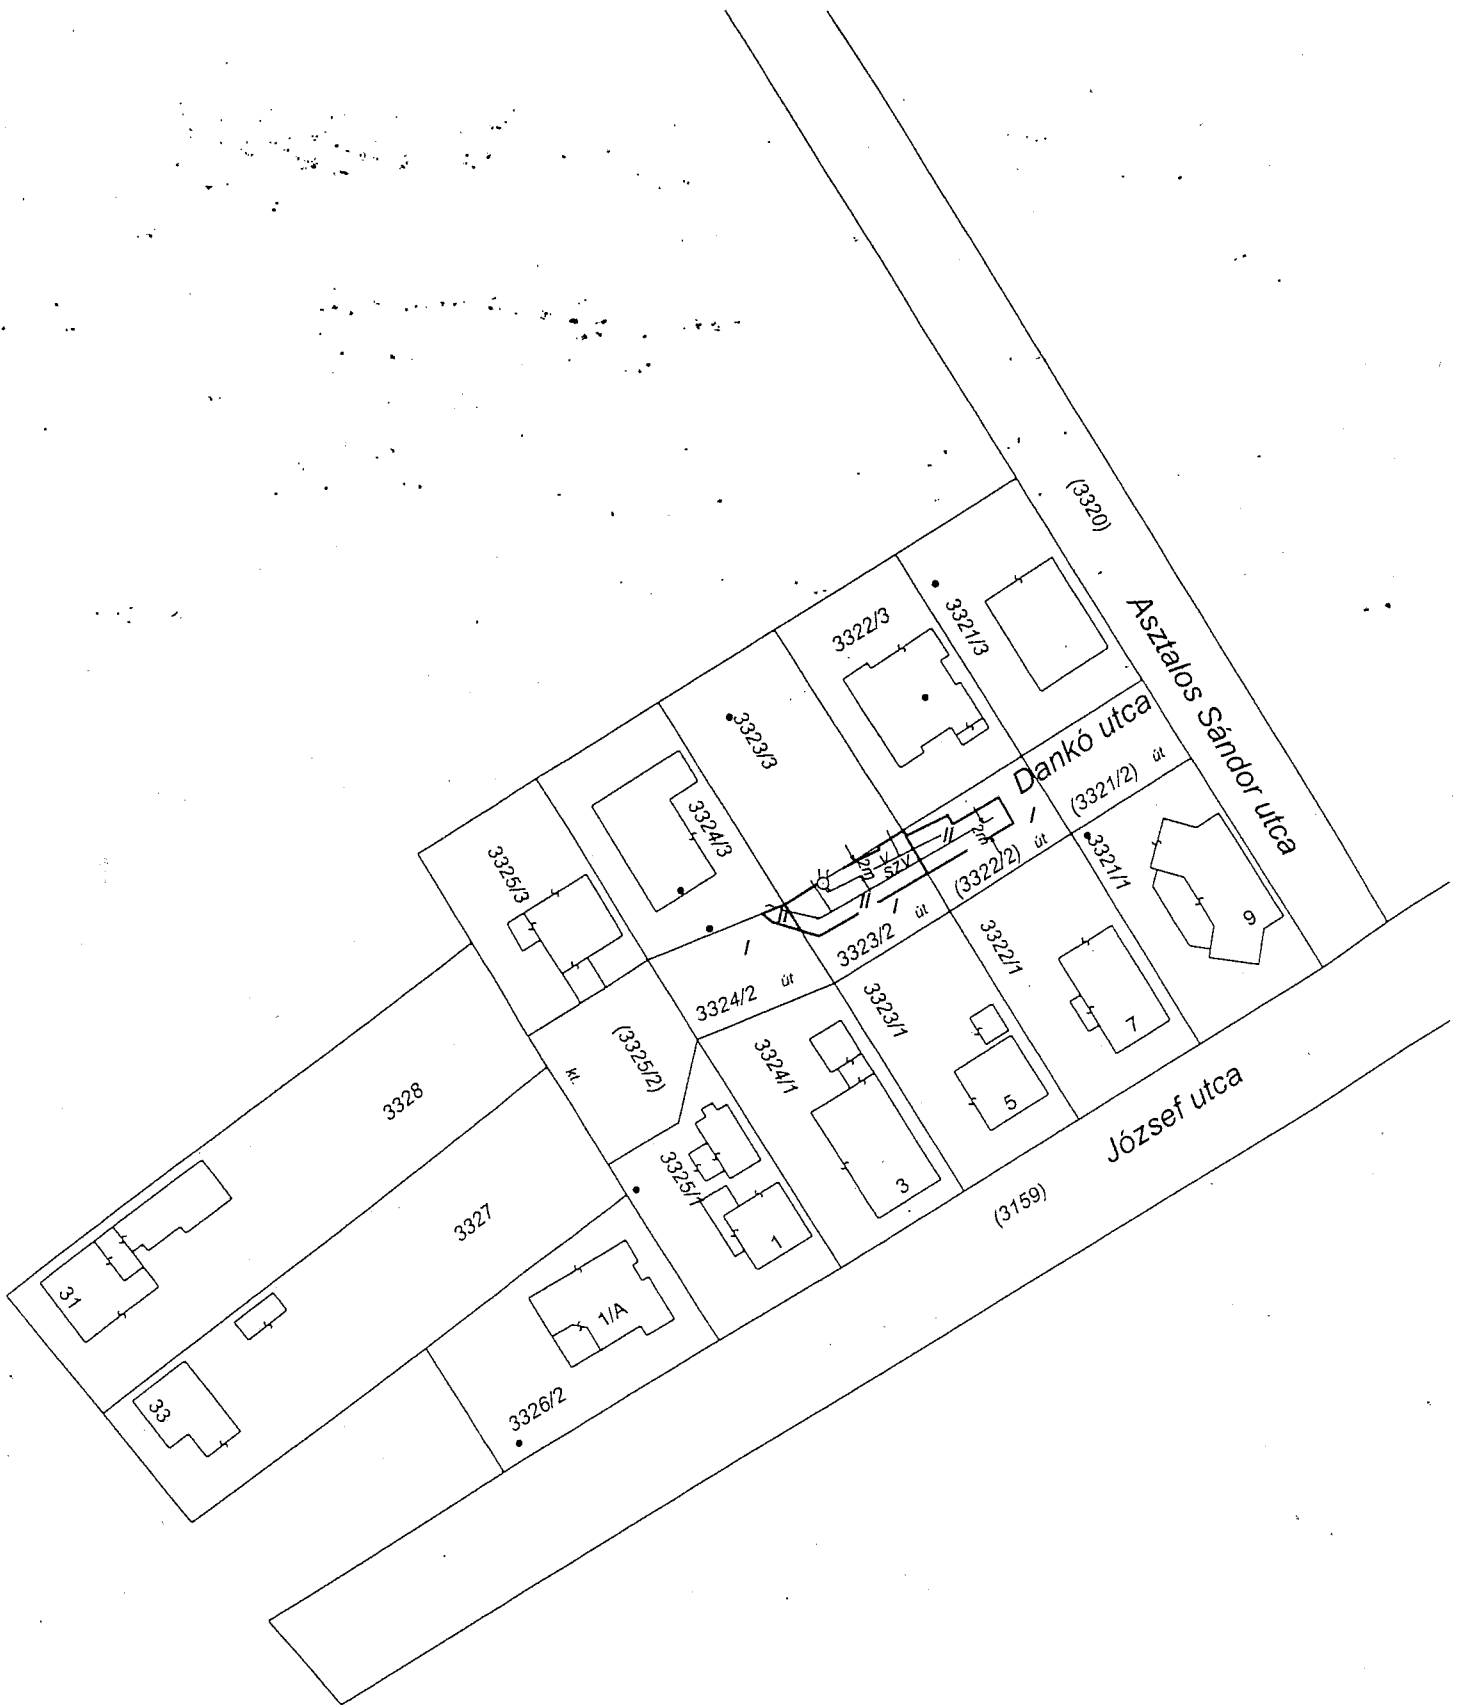 (3320)
Asztalos Sándor utca
3322/3
3321/3
3323/3
Dankó utca
(3321/2)
út
3324/3
3325/3
2m
V
szv
2m
(3322/2)
út
3321/1
9
3323/2
út
3322/1
7
3324/2
út
3323/1
5
József utca
(3325/2)
kt.
3324/1
3
(3159)
3328
3325/1
1
3327
31
1/A
33
3326/2